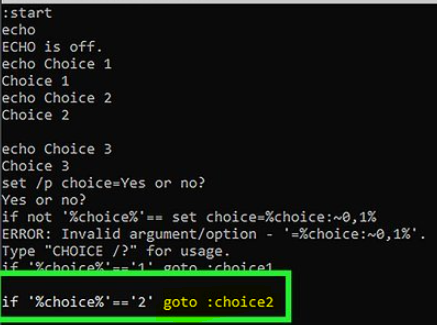 :start
echo
ECHO is off.
echo Choice 1
Choice 1
echo Choice 2
Choice 2
echo Choice 3
Choice 3
set /p choice=Yes or no?
Yes or no?
if not '%choice%'== set choice=%choice:~0,1%
ERROR: Invalid argument/option - '=%choice:~0,1%'.
Type "CHOICE /?" for usage.
if '%choice%'=='1' goto :choice1
if '%choice%'=='2' goto :choice2